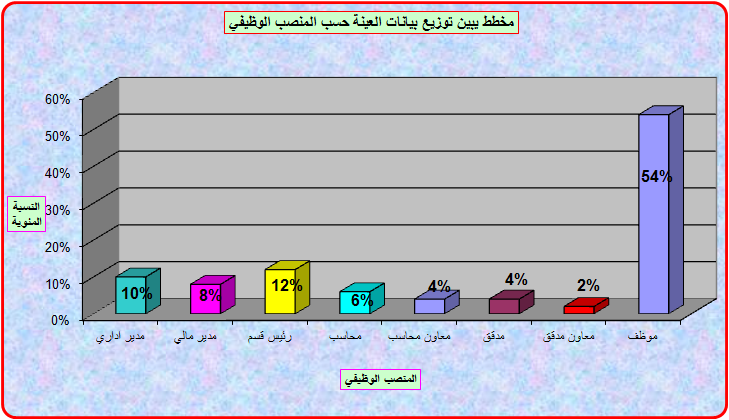 مخطط يبين توزيع بيانات العينة حسب المنصب الوظيفي
60%
50%
40%
30%
20%
10%
0%
النسبة
المئوية
10%
8%
12%
6%
4%
4%
2%
54%
مدير اداري
مدير مالي
رئيس قسم
محاسب
معاون محاسب
مدقق
معاون مدقق
موظف
المنصب الوظيفي